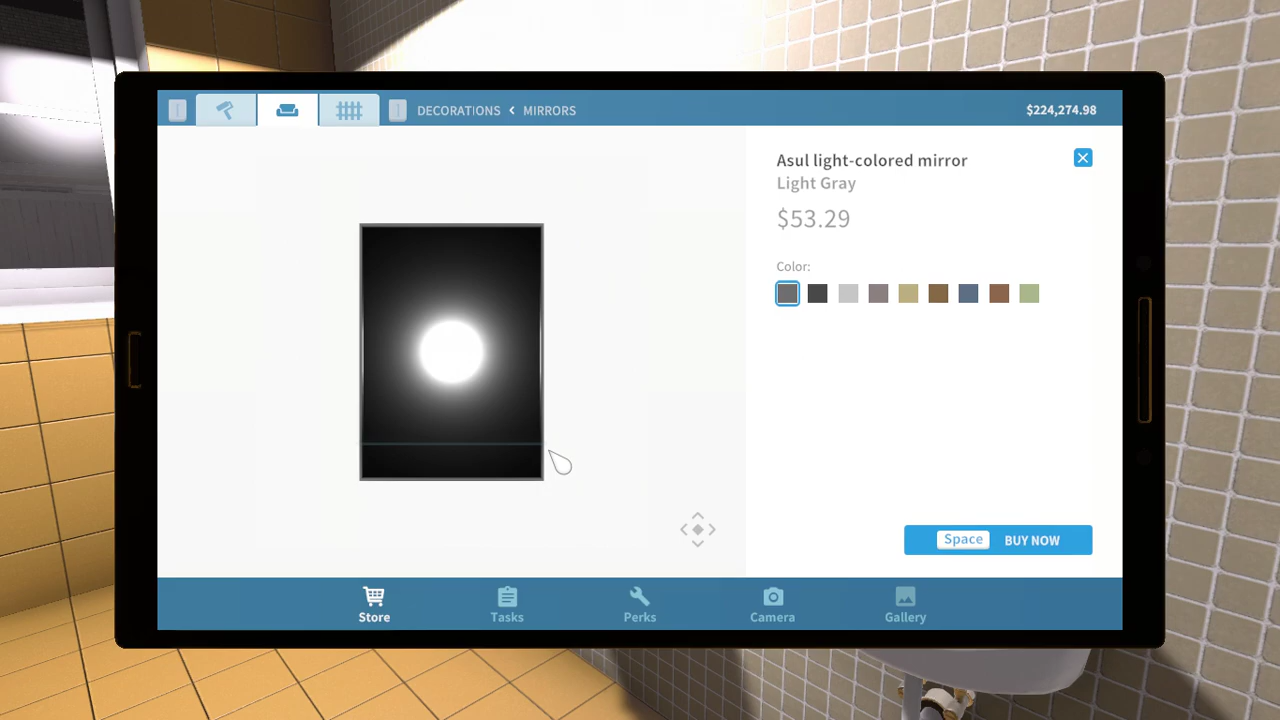 DECORATIONS < MIRRORS
$224,274.98
Asul light-colored mirror
Light Gray
$53.29
Color:
Space BUY NOW
Store Tasks Perks Camera Gallery